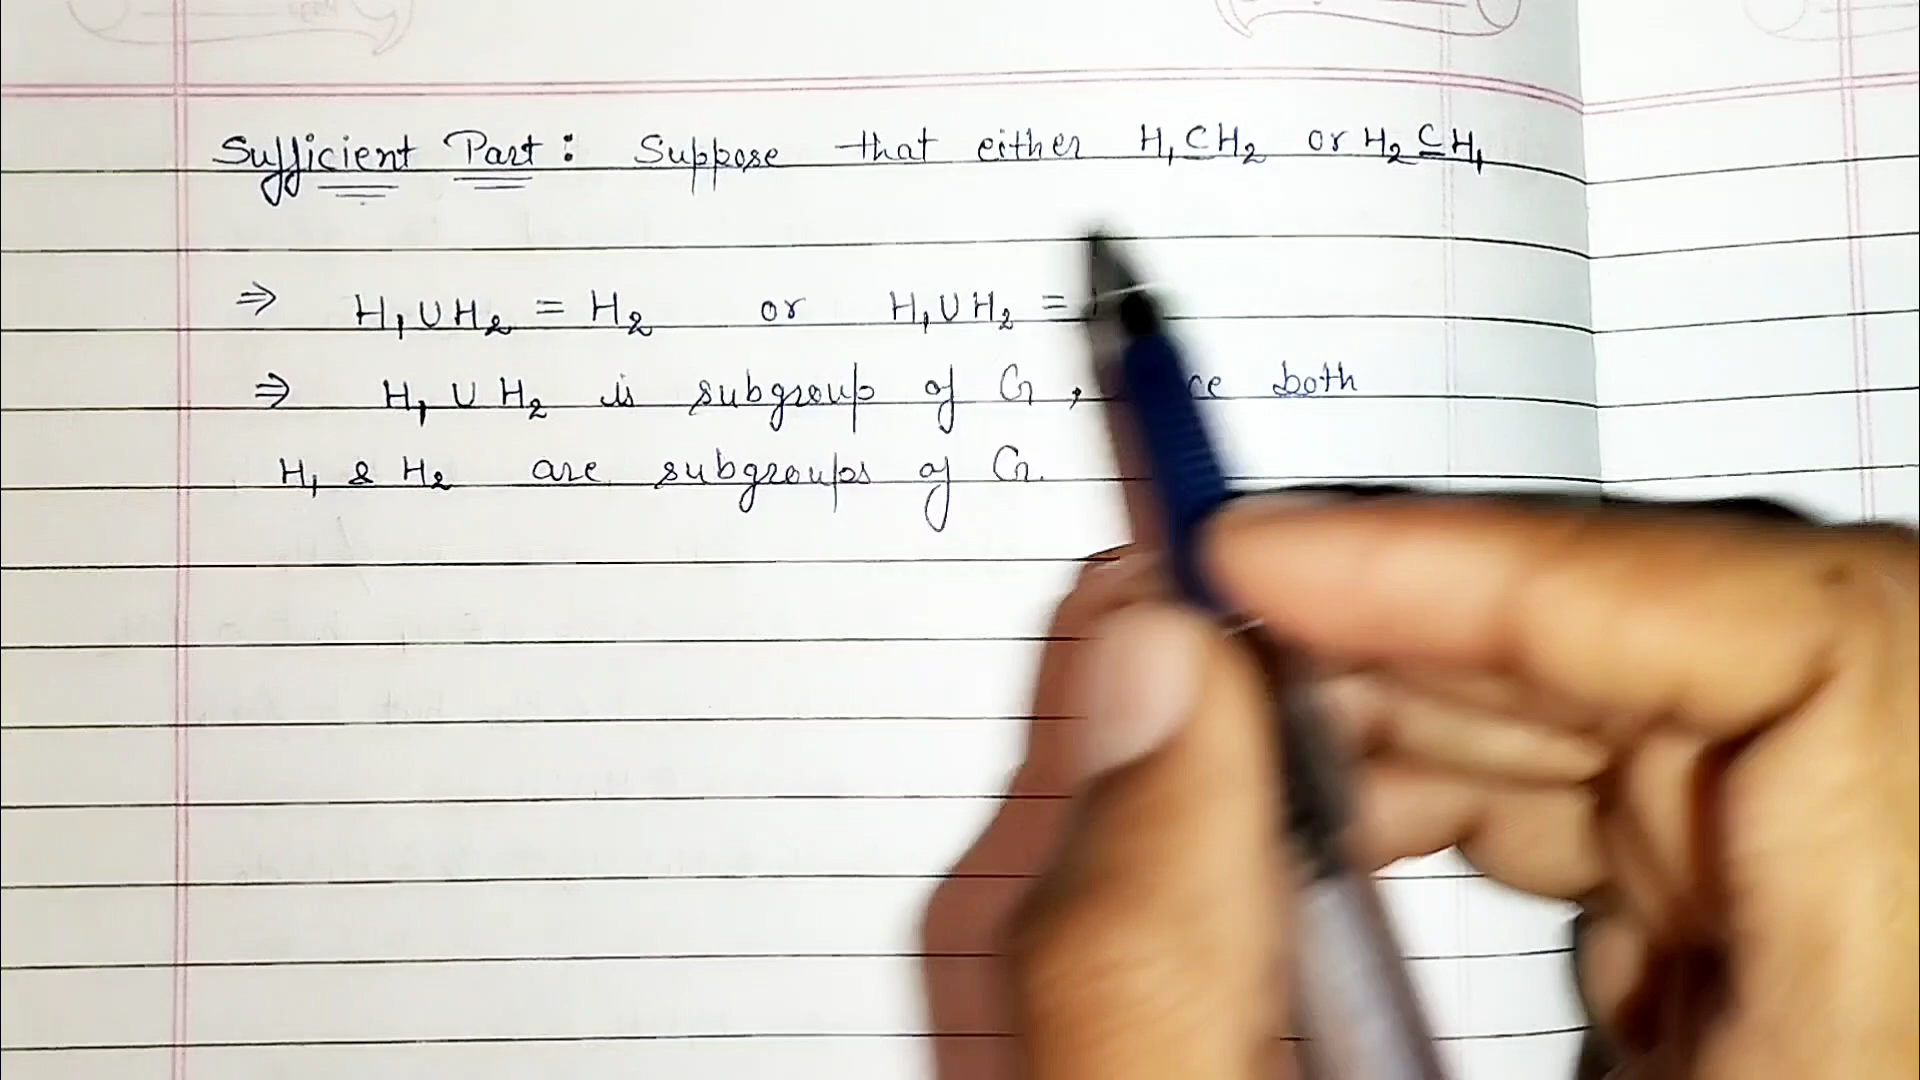 Sufficient Part : Suppose that either H₁ ⊆ H₂ or H₂ ⊆ H₁
⇒ H₁ ∪ H₂ = H₂ or H₁ ∪ H₂ =
⇒ H₁ ∪ H₂ is subgroup of G, both
H₁ & H₂ are subgroups of G.